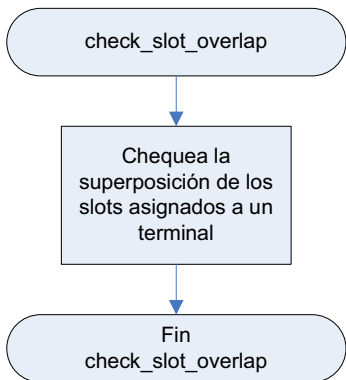 check_slot_overlap
Chequea la
superposición de los
slots asignados a un
terminal
Fin
check_slot_overlap